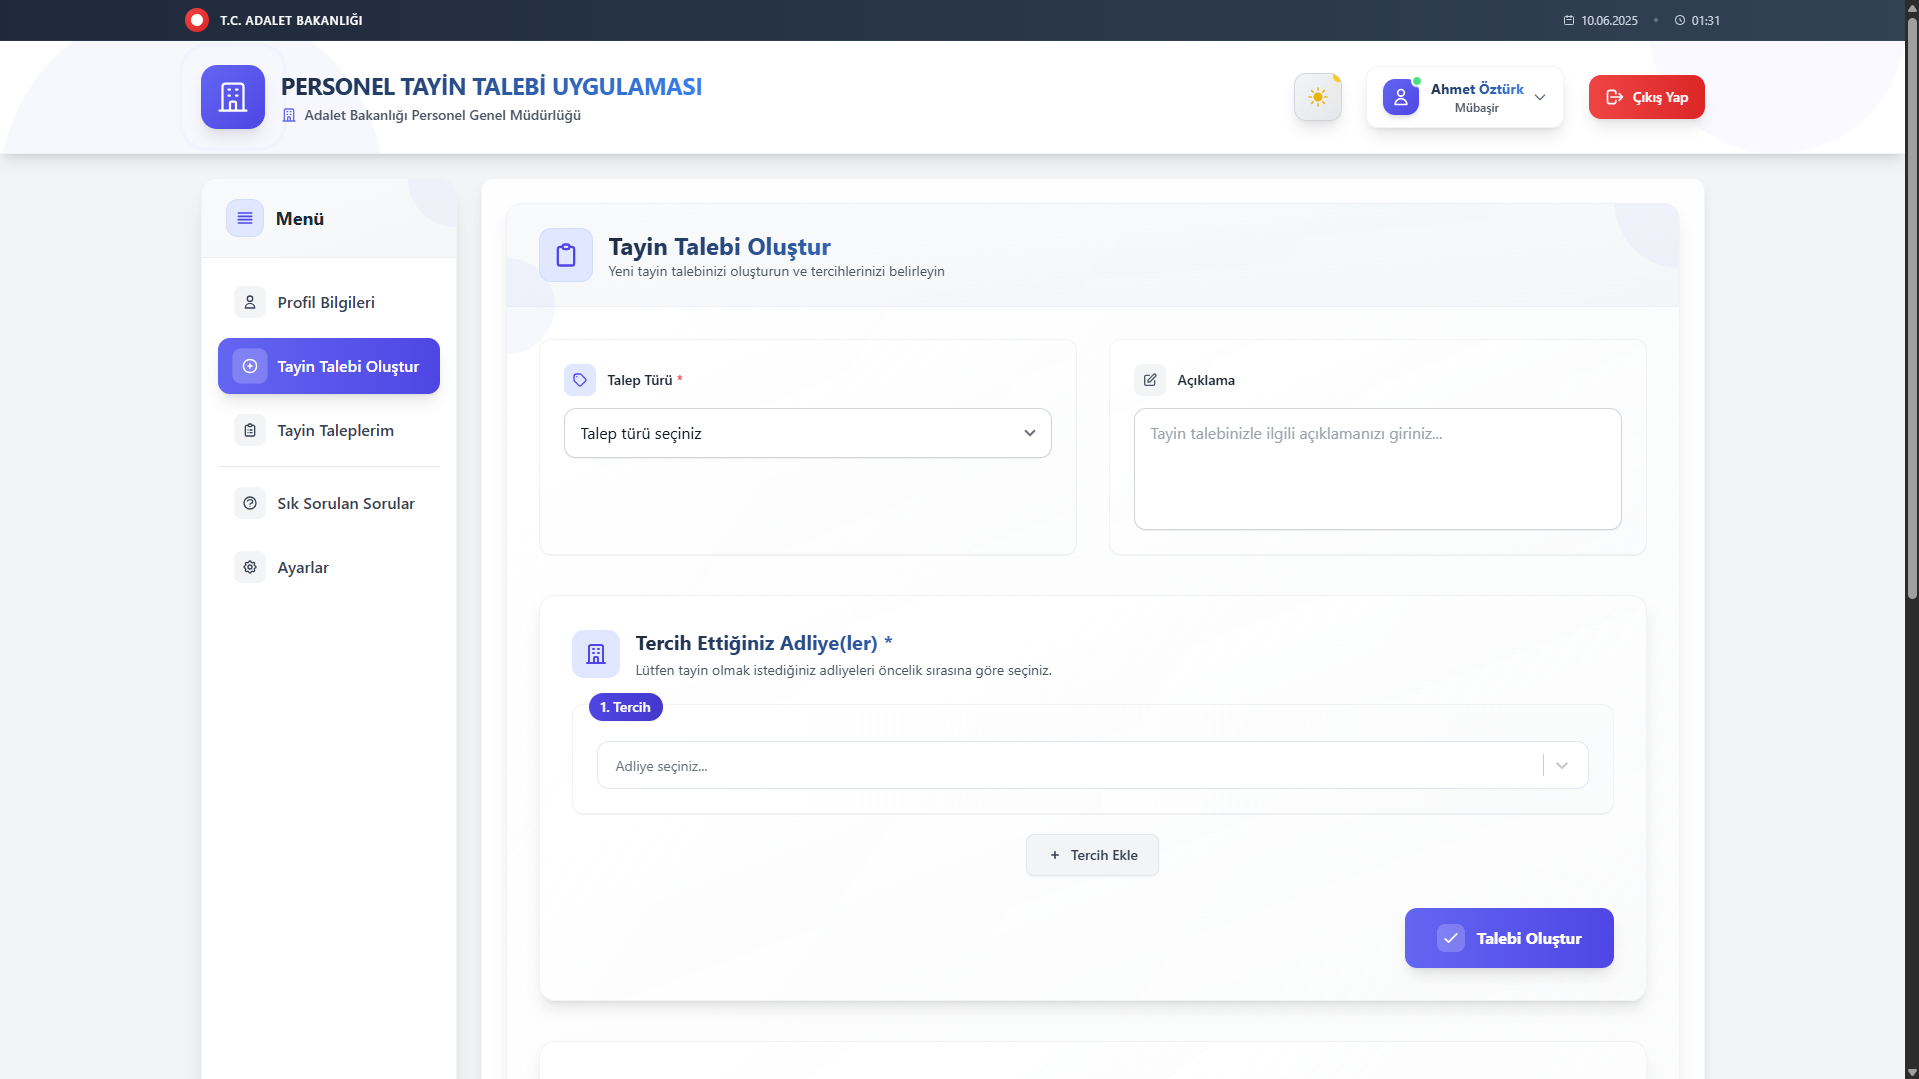 T.C. ADALET BAKANLIĞI
10.06.2025 • 01:31
PERSONEL TAYİN TALEBİ UYGULAMASI
Adalet Bakanlığı Personel Genel Müdürlüğü
Ahmet Öztürk
Mübaşir
Çıkış Yap
Menü
Profil Bilgileri
Tayin Talebi Oluştur
Tayin Taleplerim
Sık Sorulan Sorular
Ayarlar
Tayin Talebi Oluştur
Yeni tayin talebinizi oluşturun ve tercihlerinizi belirleyin
Talep Türü *
Talep türü seçiniz
Açıklama
Tayin talebinizle ilgili açıklamanızı giriniz...
Tercih Ettiğiniz Adliye(ler) *
Lütfen tayin olmak istediğiniz adliyeleri öncelik sırasına göre seçiniz.
1. Tercih
Adliye seçiniz...
+ Tercih Ekle
Talebi Oluştur